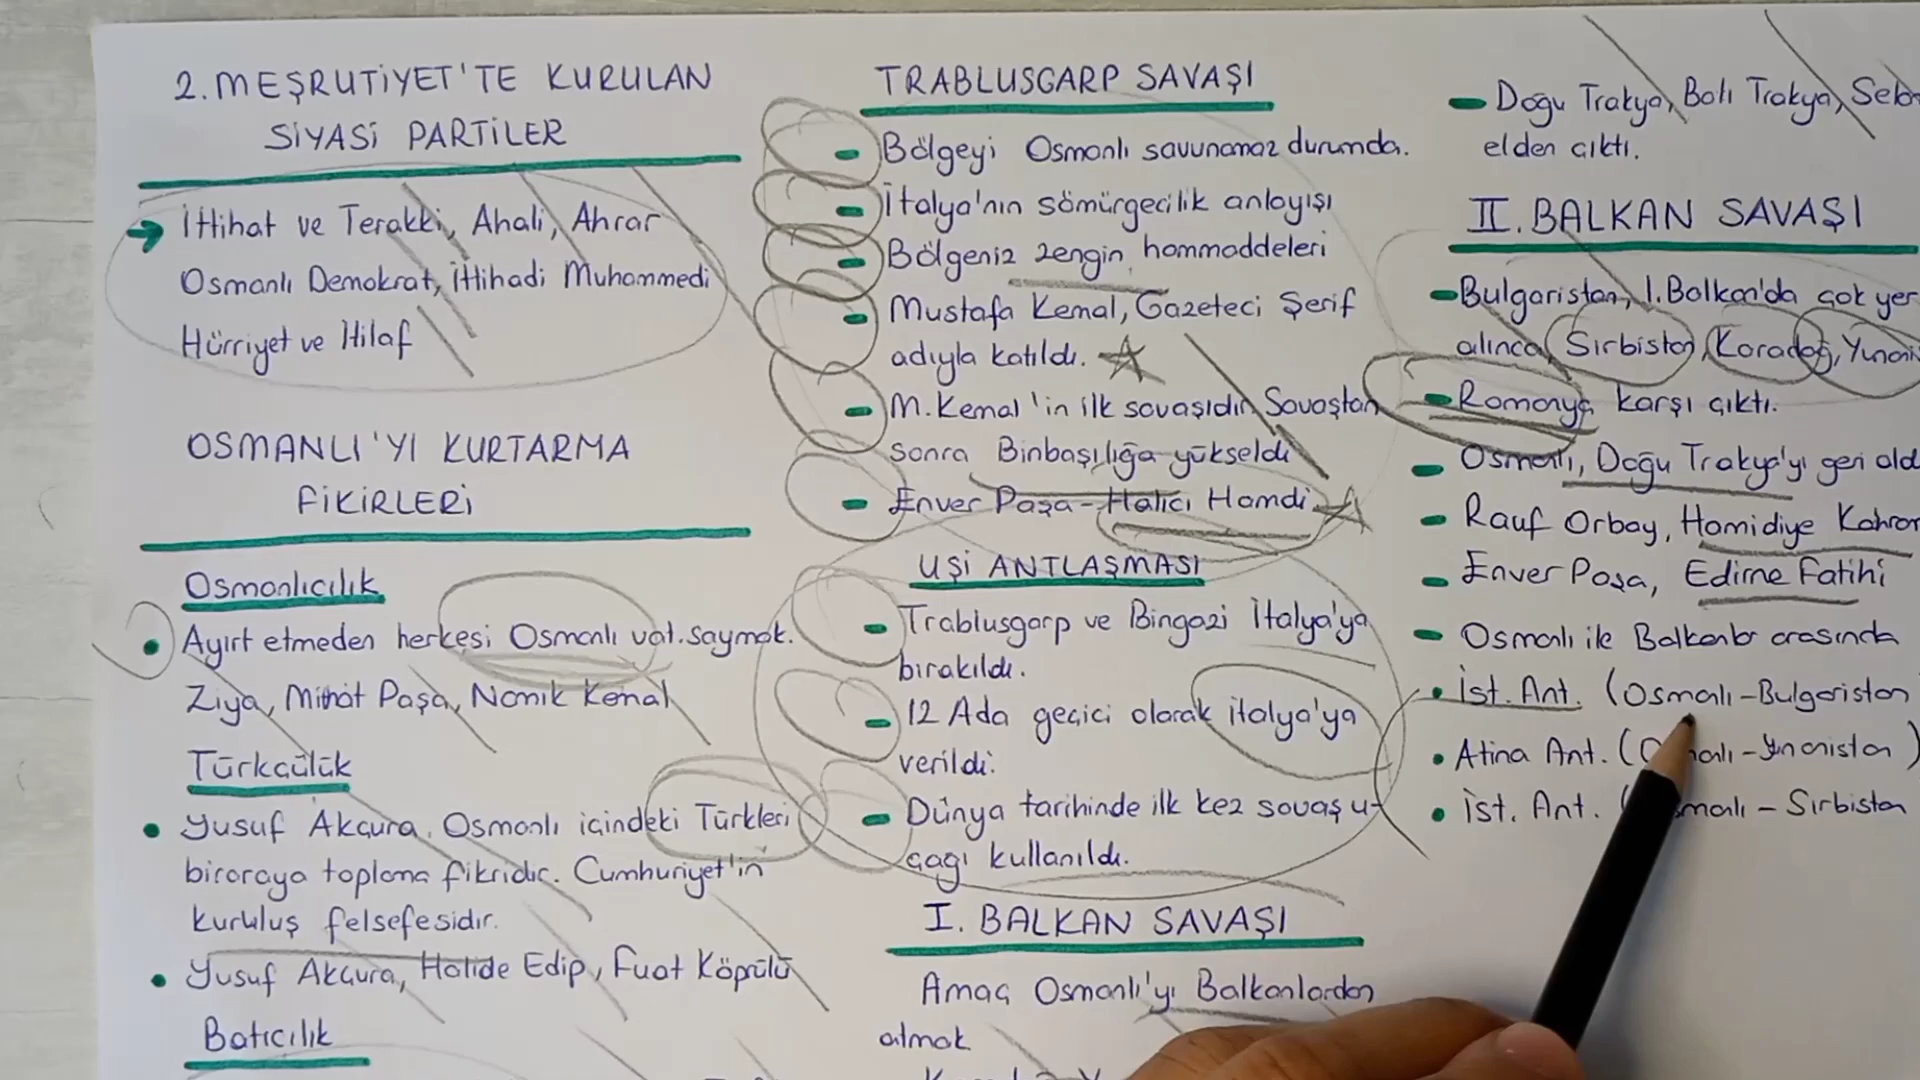 2. MEŞRUTİYET'TE KURULAN
SİYASİ PARTİLER
İttihat ve Terakki, Ahali, Ahrar
Osmanlı Demokrat, İttihadi Muhammedi
Hürriyet ve İtilaf
OSMANLI'YI KURTARMA
FİKİRLERİ
Osmanlıcılık
Ayırt etmeden herkesi Osmanlı vat. saymak.
Ziya, Mithat Paşa, Namık Kemal
Türkçülük
Yusuf Akçura. Osmanlı içindeki Türkleri
biraraya toplama fikridir. Cumhuriyet'in
kuruluş felsefesidir.
Yusuf Akçura, Halide Edip, Fuat Köprülü
Batıcılık
TRABLUSGARP SAVAŞI
Bölgeyi Osmanlı savunamaz durumda.
İtalya'nın sömürgecilik anlayışı
Bölgeniz zengin hammaddeleri
Mustafa Kemal, Gazeteci Şerif
adıyla katıldı.
M. Kemal'in ilk savaşıdır. Savaştan
sonra Binbaşılığa yükseldi
Enver Paşa - Halıcı Hamdi
UŞİ ANTLAŞMASI
Trablusgarp ve Bingazi İtalya'ya
bırakıldı.
12 Ada geçici olarak italya'ya
verildi.
Dünya tarihinde ilk kez savaş u-
çağı kullanıldı.
I. BALKAN SAVAŞI
Amaç Osmanlı'yı Balkanlardan
atmak
Doğu Trakya, Batı Trakya, Sela
elden çıktı.
II. BALKAN SAVAŞI
Bulgaristan, I. Balkan'da çok yer
alınca Sırbistan, Karadağ, Yunani
Romanya karşı çıktı.
Osmanlı, Doğu Trakya'yı geri ald
Rauf Orbay, Hamidiye Kahram
Enver Paşa, Edirne Fatihi
Osmanlı ile Balkanlar arasında
İst. Ant. (Osmanlı - Bulgaristan
Atina Ant. (O manlı - Yunanistan)
İst. Ant. ( smanlı - Sırbistan